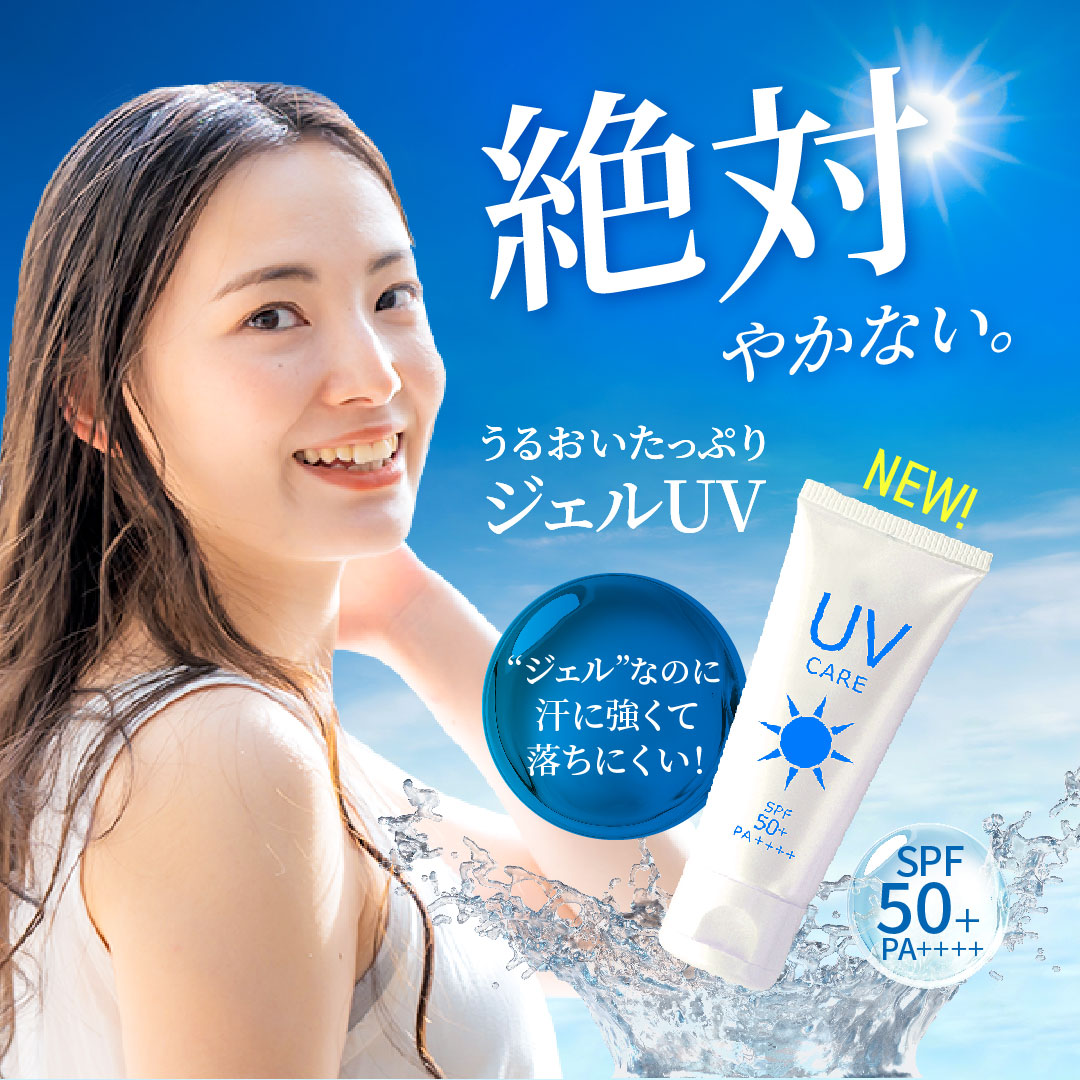 絶対
やかない。
うるおいたっぷり
ジェルUV
NEW!
“ジェル”なのに
汗に強くて
落ちにくい!
UV
CARE
SPF
50+
PA++++
SPF
50+
PA++++